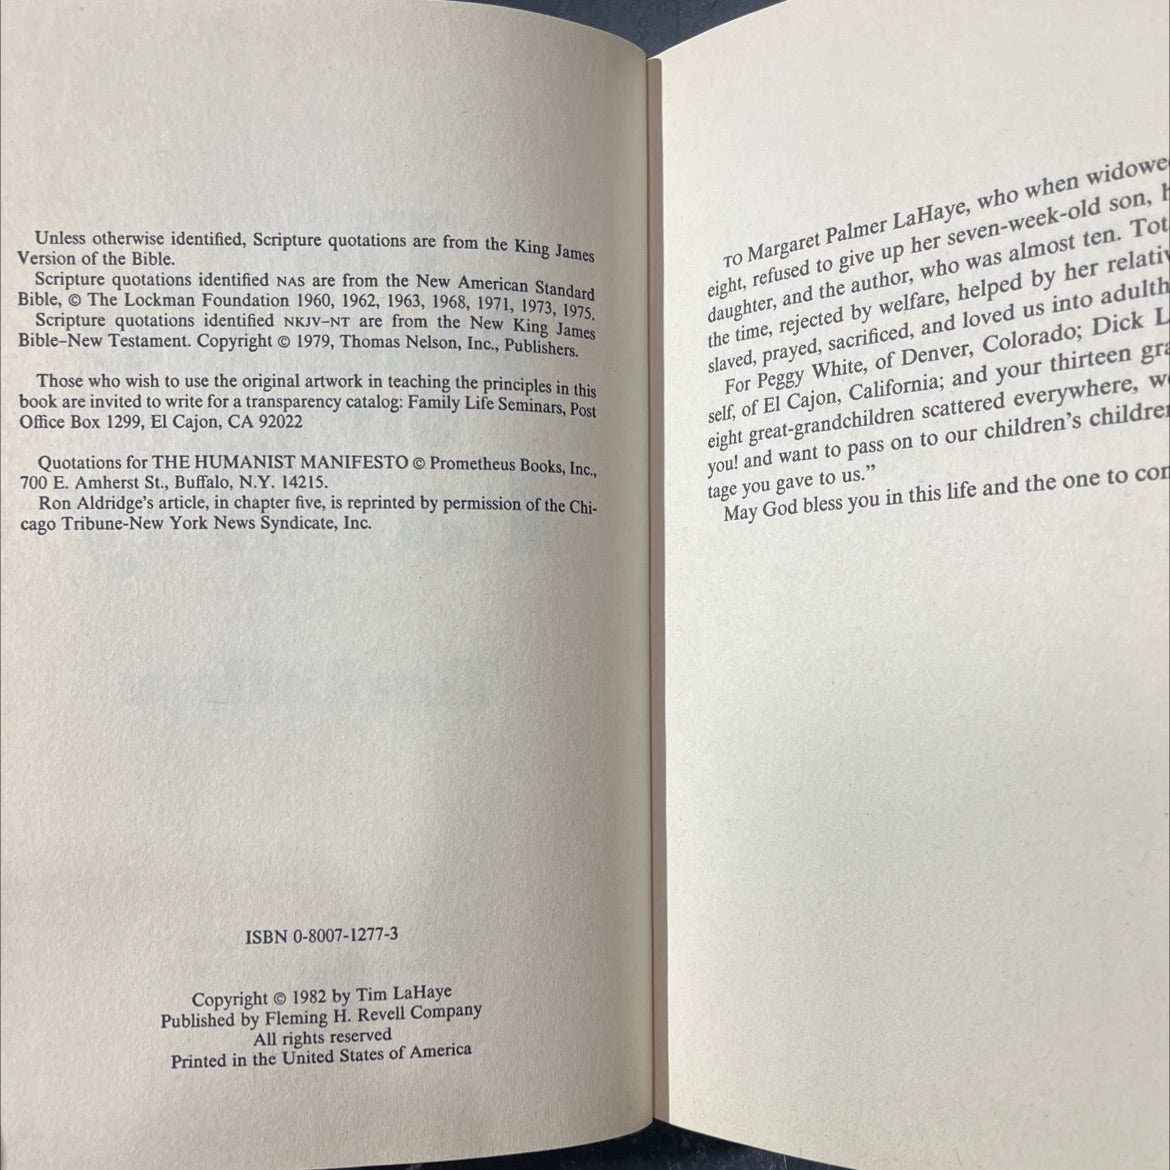 Unless otherwise identified, Scripture quotations are from the King James
Version of the Bible.
Scripture quotations identified NAS are from the New American Standard
Bible, © The Lockman Foundation 1960, 1962, 1963, 1968, 1971, 1973, 1975.
Scripture quotations identified NKJV–NT are from the New King James
Bible–New Testament. Copyright © 1979, Thomas Nelson, Inc., Publishers.
Those who wish to use the original artwork in teaching the principles in this
book are invited to write for a transparency catalog: Family Life Seminars, Post
Office Box 1299, El Cajon, CA 92022
Quotations for THE HUMANIST MANIFESTO © Prometheus Books, Inc.,
700 E. Amherst St., Buffalo, N.Y. 14215.
Ron Aldridge's article, in chapter five, is reprinted by permission of the Chi-
cago Tribune-New York News Syndicate, Inc.
ISBN 0-8007-1277-3
Copyright © 1982 by Tim LaHaye
Published by Fleming H. Revell Company
All rights reserved
Printed in the United States of America
TO Margaret Palmer LaHaye, who when widowe
eight, refused to give up her seven-week-old son, h
daughter, and the author, who was almost ten. Tot
the time, rejected by welfare, helped by her relativ
slaved, prayed, sacrificed, and loved us into adulth
For Peggy White, of Denver, Colorado; Dick L
self, of El Cajon, California; and your thirteen gra
eight great-grandchildren scattered everywhere, w
you! and want to pass on to our children's children
tage you gave to us."
May God bless you in this life and the one to com